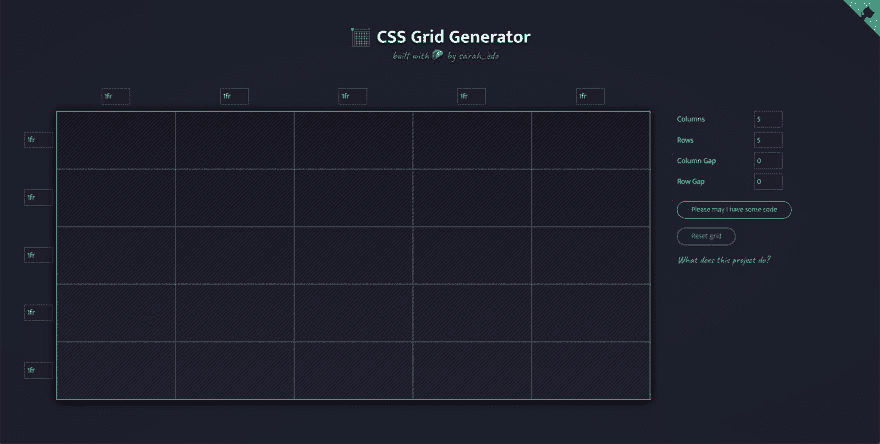 CSS Grid Generator
built with by sarah_edo
1fr 1fr 1fr 1fr 1fr
1fr
1fr
1fr
1fr
1fr
Columns 5
Rows 5
Column Gap 0
Row Gap 0
Please may I have some code
Reset grid
What does this project do?